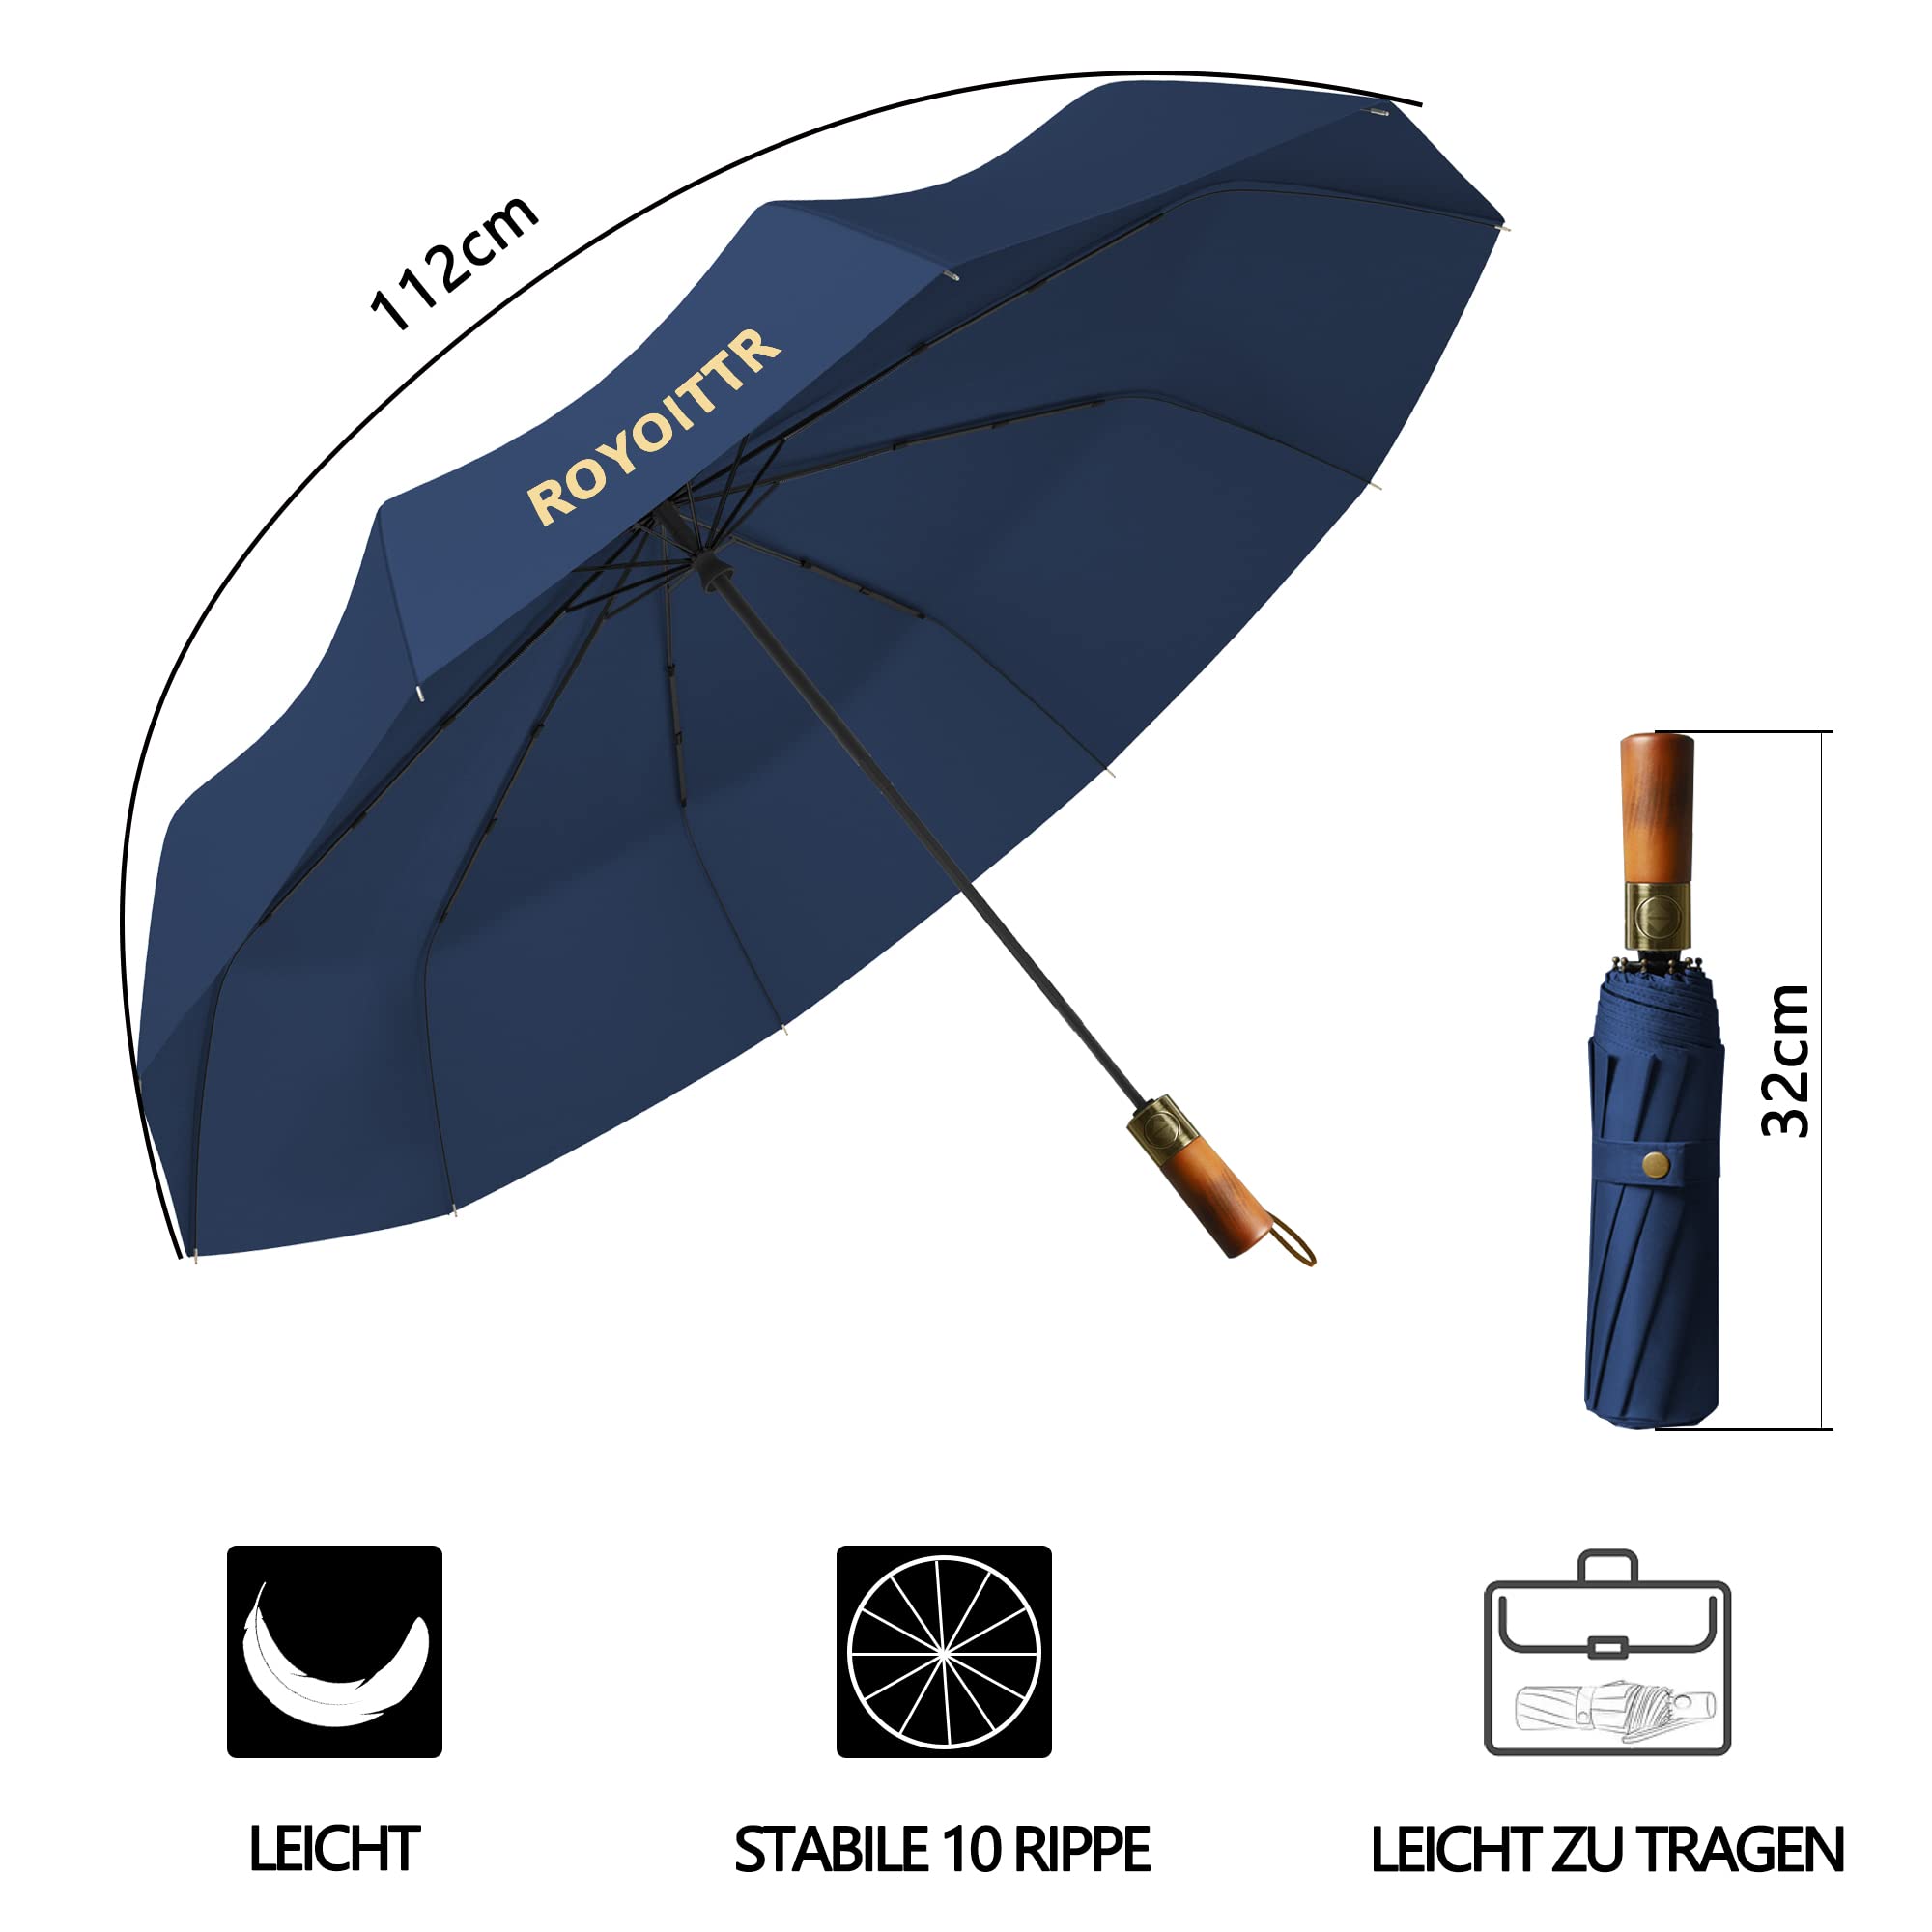 112cm
ROYOITTR
32cm
LEICHT
STABILE 10 RIPPE
LEICHT ZU TRAGEN